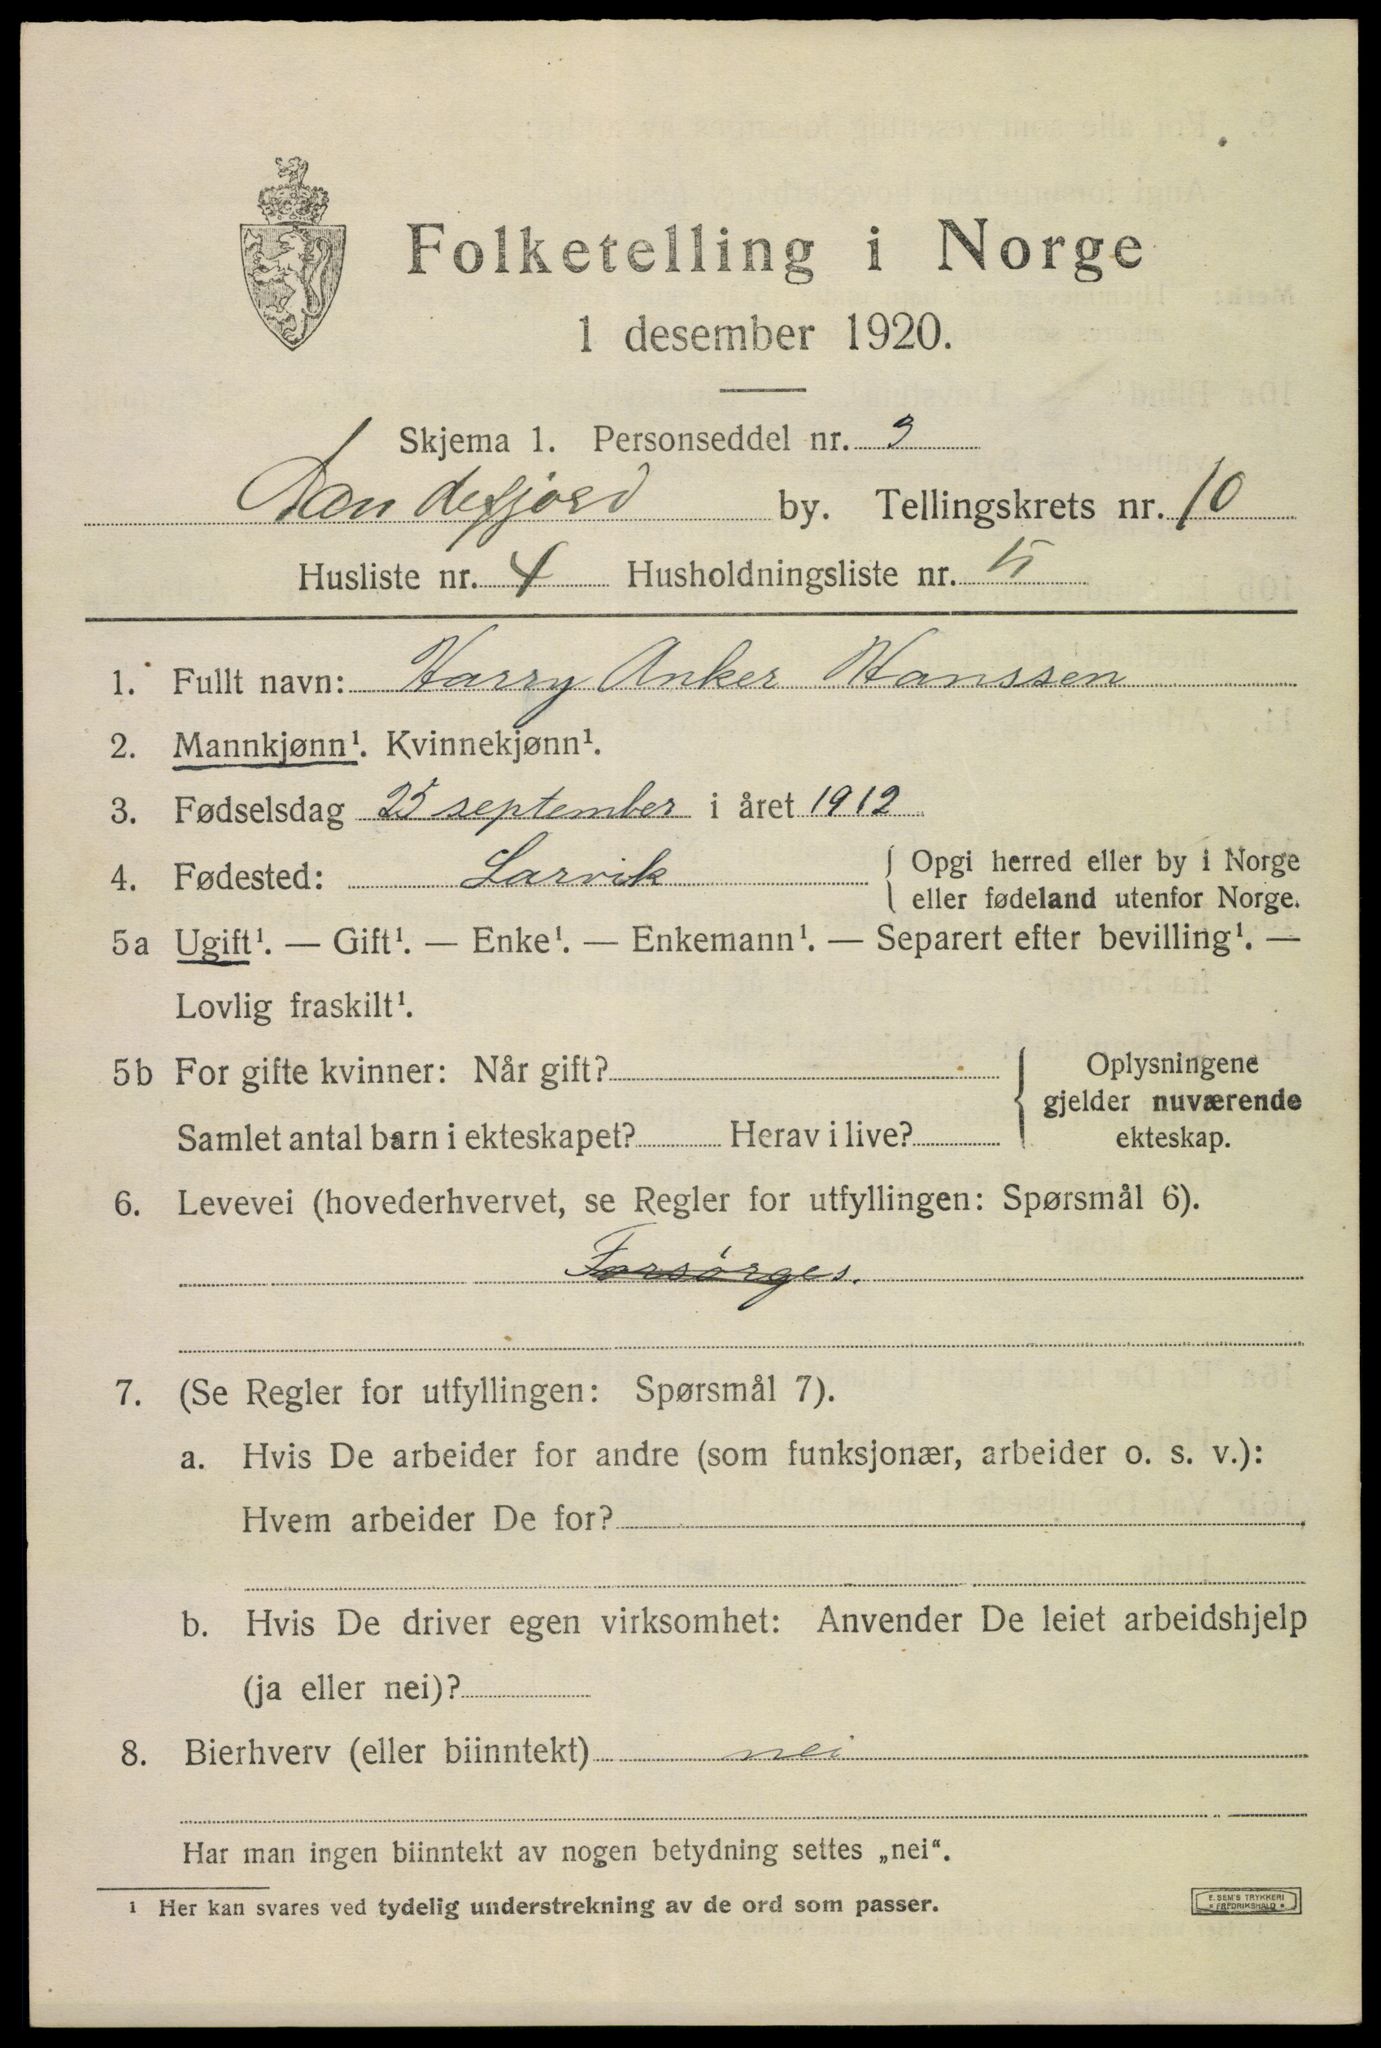 Folketelling i Norge
1 desember 1920.
Skjema 1. Personseddel nr. 3
Sandefjord by. Tellingskrets nr. 10
Husliste nr. 4 Husholdningsliste nr. 5
1. Fullt navn: Harry Anker Hanssen
2. Mannkjønn¹. Kvinnekjønn¹.
3. Fødselsdag 25 september i året 1912
4. Fødested: Larvik { Opgi herred eller by i Norge
eller fødeland utenfor Norge.
5a Ugift¹. — Gift¹. — Enke¹. — Enkemann¹. — Separert efter bevilling¹. —
Lovlig fraskilt¹.
5b For gifte kvinner: Når gift? { Oplysningene
gjelder nuværende
Samlet antal barn i ekteskapet? Herav i live? ekteskap.
6. Levevei (hovederhvervet, se Regler for utfyllingen: Spørsmål 6).
Forsørges.
7. (Se Regler for utfyllingen: Spørsmål 7).
a. Hvis De arbeider for andre (som funksjonær, arbeider o. s. v.):
Hvem arbeider De for?
b. Hvis De driver egen virksomhet: Anvender De leiet arbeidshjelp
(ja eller nei)?
8. Bierhverv (eller biinntekt) nei
Har man ingen biinntekt av nogen betydning settes „nei“.
¹ Her kan svares ved tydelig understrekning av de ord som passer.
E. SEM'S TRYKKERI
* FREDRIKSHALD *